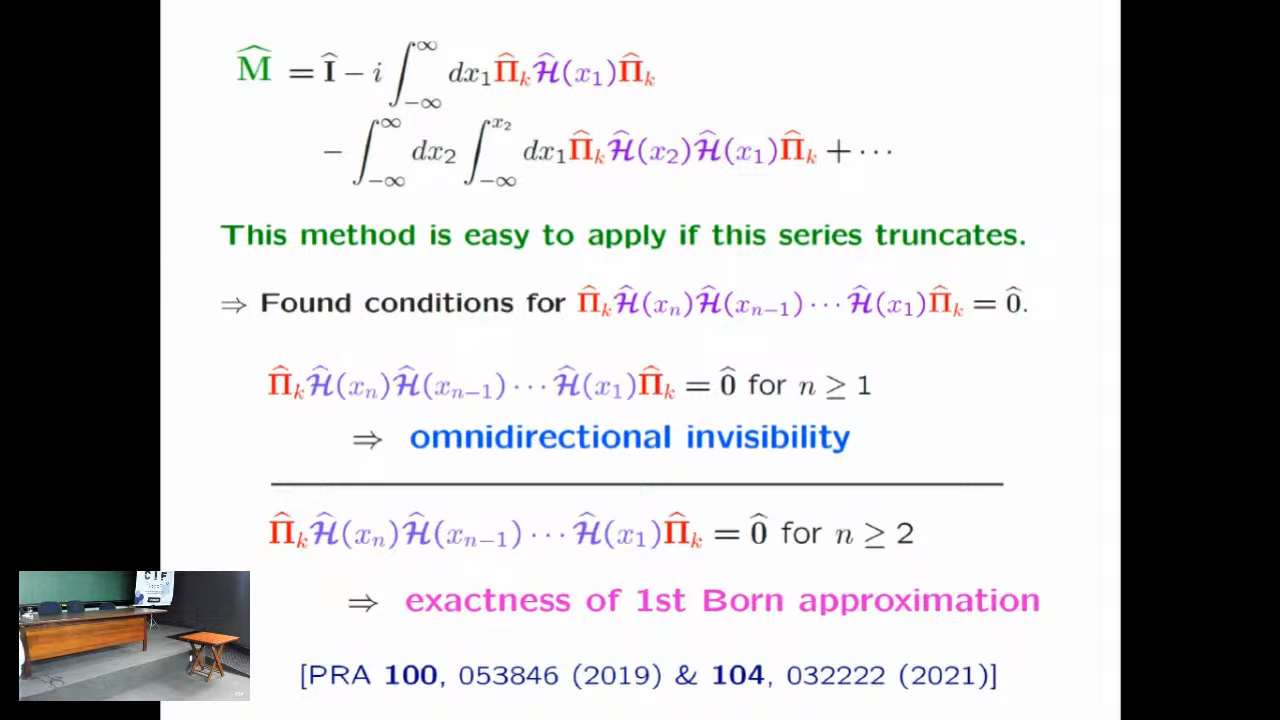 M̂ = Î − i ∫_{−∞}^{∞} dx₁ Π̂ₖ Ĥ(x₁) Π̂ₖ
− ∫_{−∞}^{∞} dx₂ ∫_{−∞}^{x₂} dx₁ Π̂ₖ Ĥ(x₂) Ĥ(x₁) Π̂ₖ + ⋯
This method is easy to apply if this series truncates.
⇒ Found conditions for Π̂ₖ Ĥ(xₙ) Ĥ(xₙ₋₁) ⋯ Ĥ(x₁) Π̂ₖ = 0̂.
Π̂ₖ Ĥ(xₙ) Ĥ(xₙ₋₁) ⋯ Ĥ(x₁) Π̂ₖ = 0̂ for n ≥ 1
⇒ omnidirectional invisibility
Π̂ₖ Ĥ(xₙ) Ĥ(xₙ₋₁) ⋯ Ĥ(x₁) Π̂ₖ = 0̂ for n ≥ 2
CIF
⇒ exactness of 1st Born approximation
[PRA 100, 053846 (2019) & 104, 032222 (2021)]